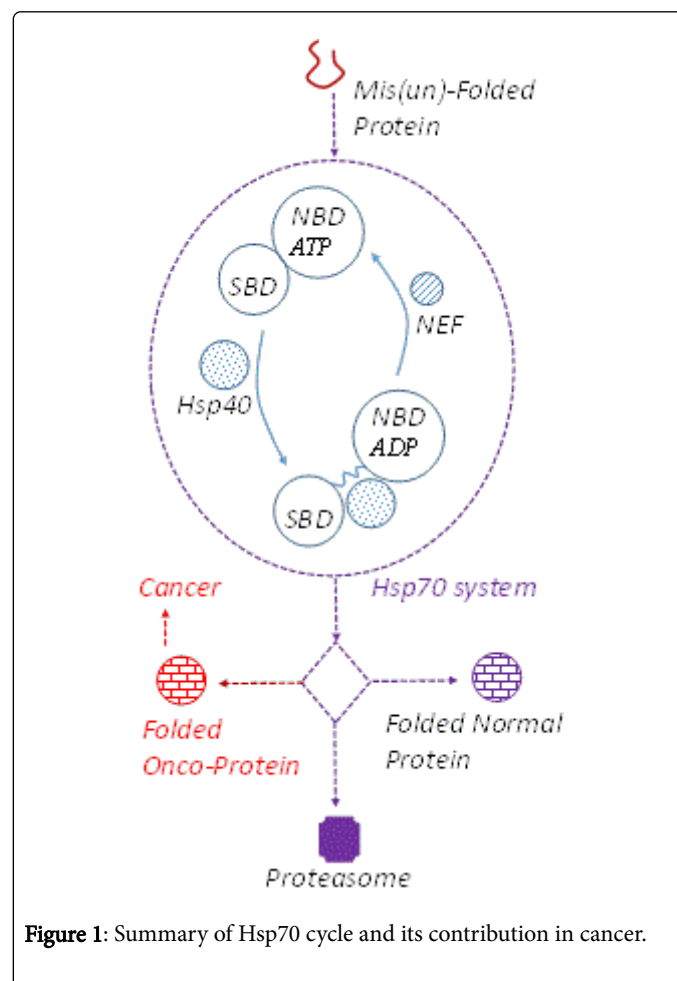 Mis(un)-Folded
Protein
NBD
ATP
SBD
NEF
Hsp40
NBD
ADP
SBD
Cancer
Hsp70 system
Folded
Onco-Protein
Folded Normal
Protein
Proteasome
Figure 1: Summary of Hsp70 cycle and its contribution in cancer.